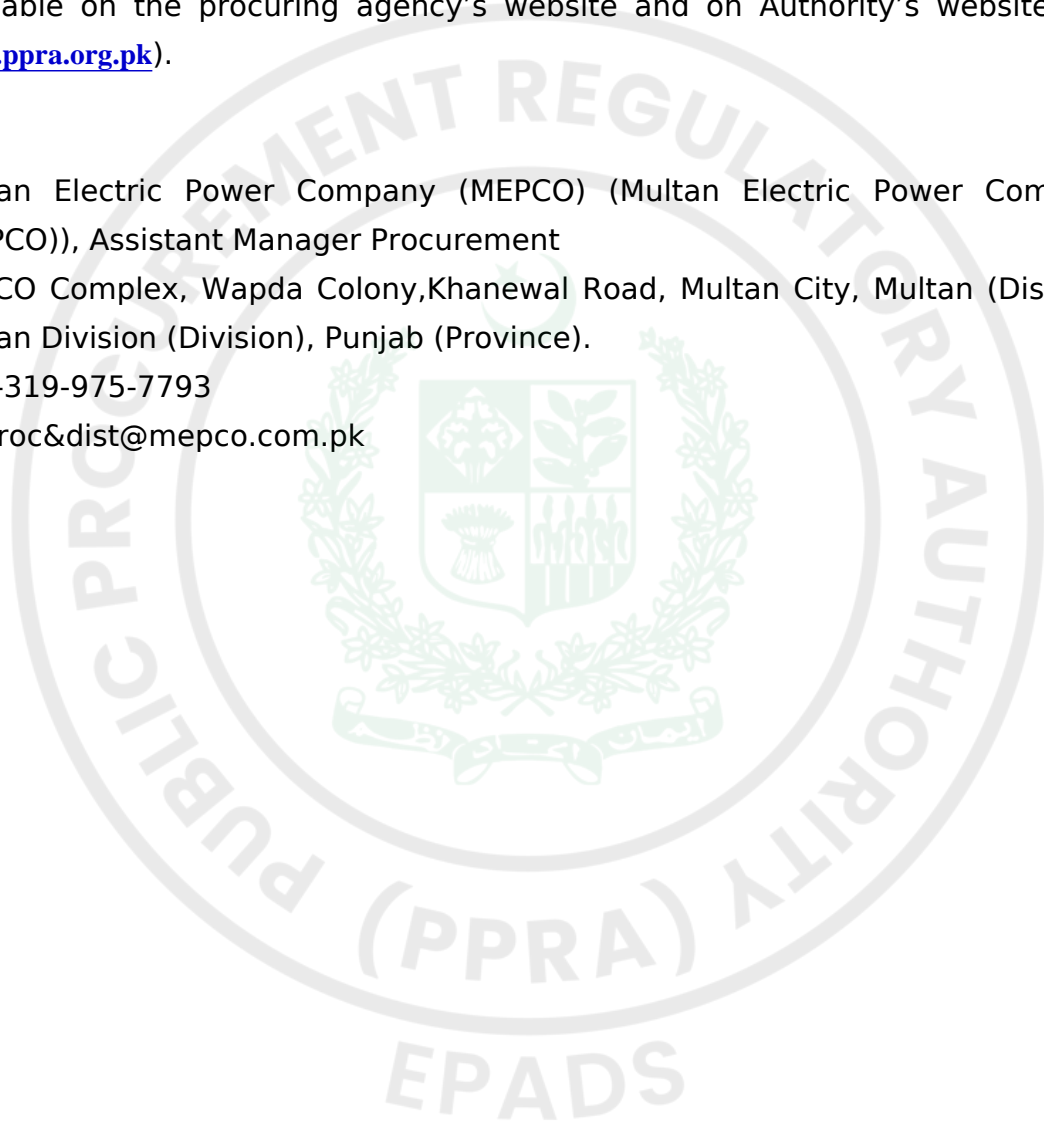 able on the procuring agency's website and on Authority's website
.ppra.org.pk).
an Electric Power Company (MEPCO) (Multan Electric Power Com
PCO)), Assistant Manager Procurement
CO Complex, Wapda Colony,Khanewal Road, Multan City, Multan (Dis
an Division (Division), Punjab (Province).
-319-975-7793
roc&dist@mepco.com.pk
PUBLIC PROCUREMENT REGULATORY AUTHORITY
(PPRA)
EPADS